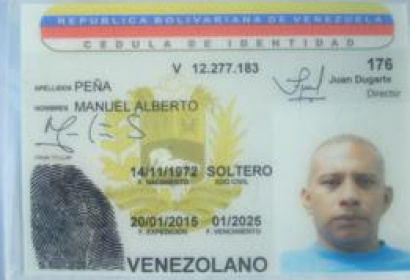 REPUBLICA BOLIVARIANA DE VENEZUELA
CEDULA DE IDENTIDAD
V 12.277.183
176
APELLIDOS PEÑA
Juan Dugarte
Director
NOMBRES MANUEL ALBERTO
FIRMA TITULAR
14/11/1972 SOLTERO
F. NACIMIENTO EDO CIVIL
20/01/2015 01/2025
F. EXPEDICION F. VENCIMIENTO
VENEZOLANO